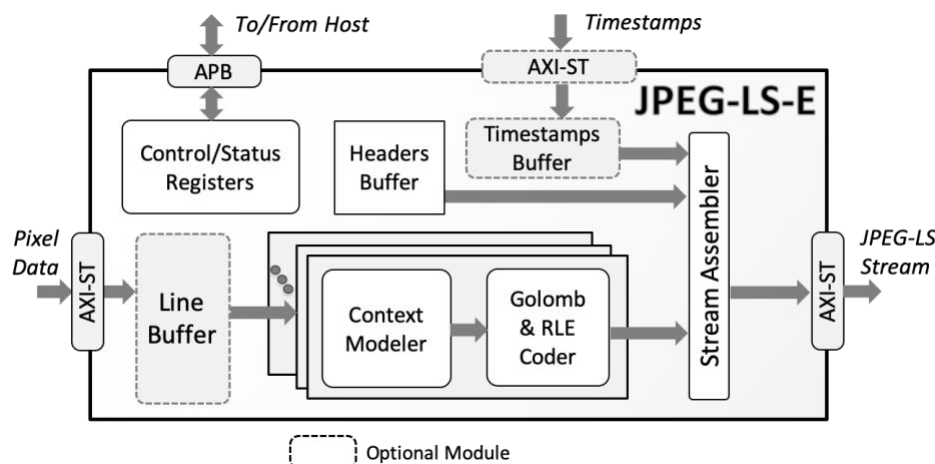 To/From Host
Timestamps
APB
AXI-ST
JPEG-LS-E
Control/Status
Registers
Headers
Buffer
Timestamps
Buffer
Stream Assembler
Pixel
Data
AXI-ST
Line
Buffer
Context
Modeler
Golomb
& RLE
Coder
AXI-ST
JPEG-LS
Stream
Optional Module